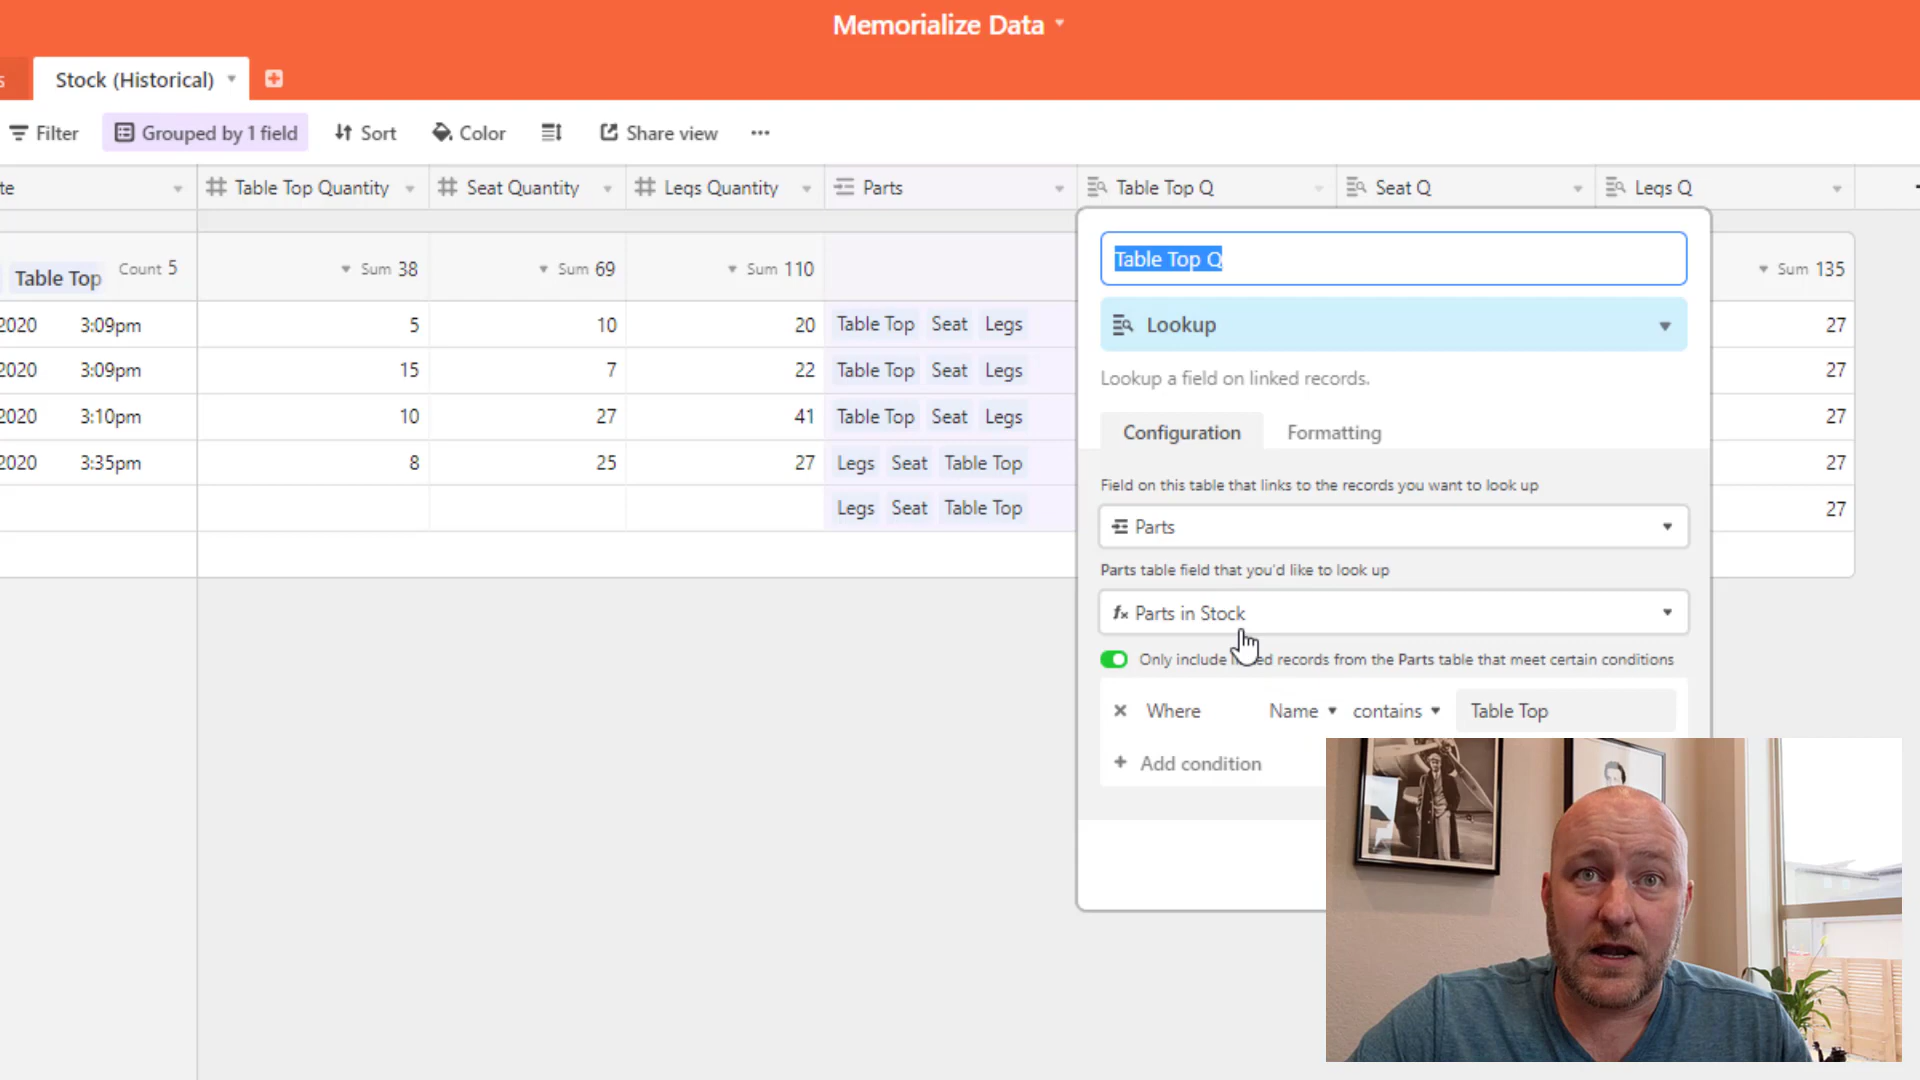 Memorialize Data
s Stock (Historical)
Filter Grouped by 1 field Sort Color Share view ...
te Table Top Quantity Seat Quantity Legs Quantity Parts Table Top Q Seat Q Legs Q
Table Top Count 5 Sum 38 Sum 69 Sum 110 Sum 135
2020 3:09pm 5 10 20 Table Top Seat Legs 27
2020 3:09pm 15 7 22 Table Top Seat Legs 27
2020 3:10pm 10 27 41 Table Top Seat Legs 27
2020 3:35pm 8 25 27 Legs Seat Table Top 27
Legs Seat Table Top 27
Table Top Q
Lookup
Lookup a field on linked records.
Configuration Formatting
Field on this table that links to the records you want to look up
Parts
Parts table field that you'd like to look up
fx Parts in Stock
Only include linked records from the Parts table that meet certain conditions
× Where Name contains Table Top
+ Add condition